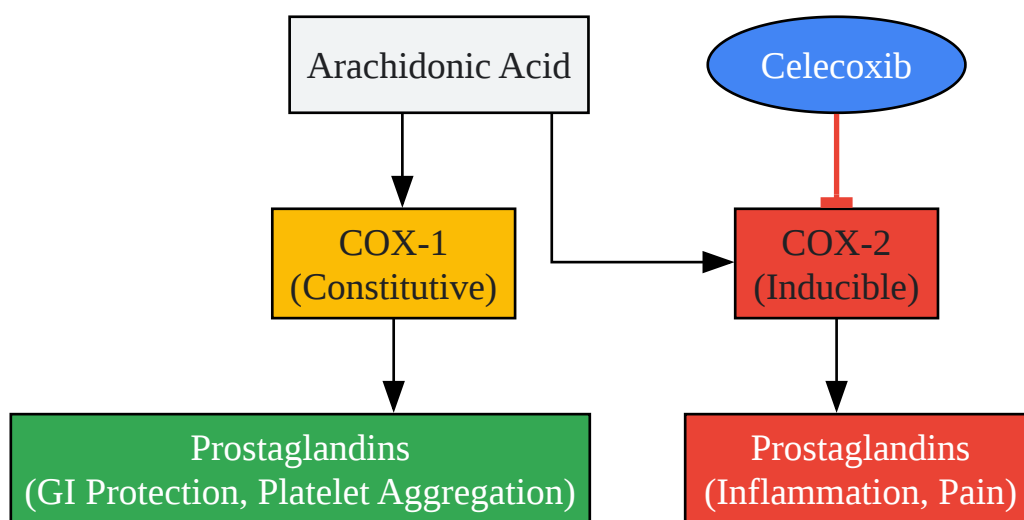 Arachidonic Acid
Celecoxib
COX-1
(Constitutive)
COX-2
(Inducible)
Prostaglandins
(GI Protection, Platelet Aggregation)
Prostaglandins
(Inflammation, Pain)